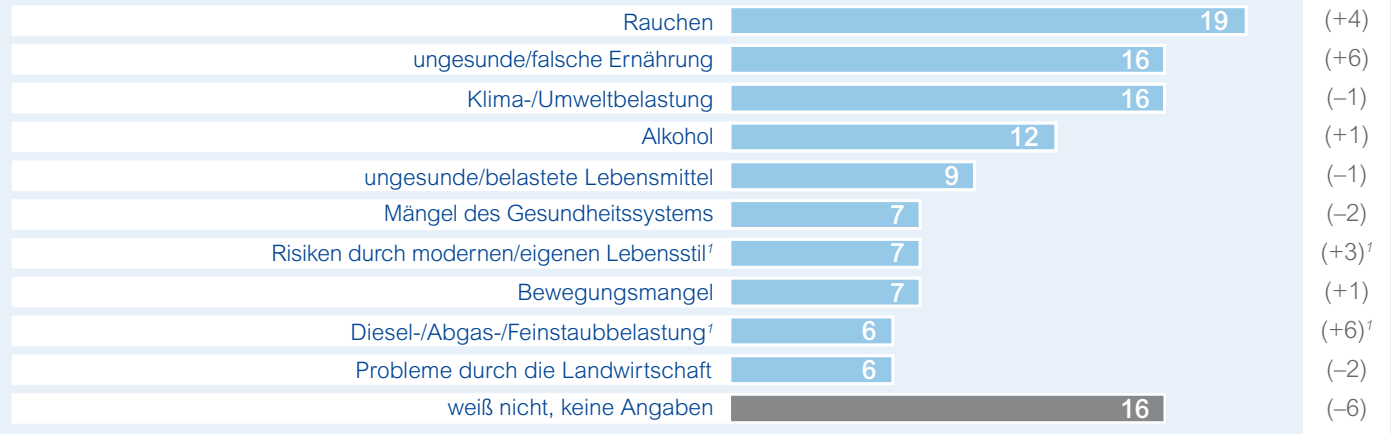 Rauchen 19 (+4)
ungesunde/falsche Ernährung 16 (+6)
Klima-/Umweltbelastung 16 (–1)
Alkohol 12 (+1)
ungesunde/belastete Lebensmittel 9 (–1)
Mängel des Gesundheitssystems 7 (–2)
Risiken durch modernen/eigenen Lebensstil¹ 7 (+3)¹
Bewegungsmangel 7 (+1)
Diesel-/Abgas-/Feinstaubbelastung¹ 6 (+6)¹
Probleme durch die Landwirtschaft 6 (–2)
weiß nicht, keine Angaben 16 (–6)